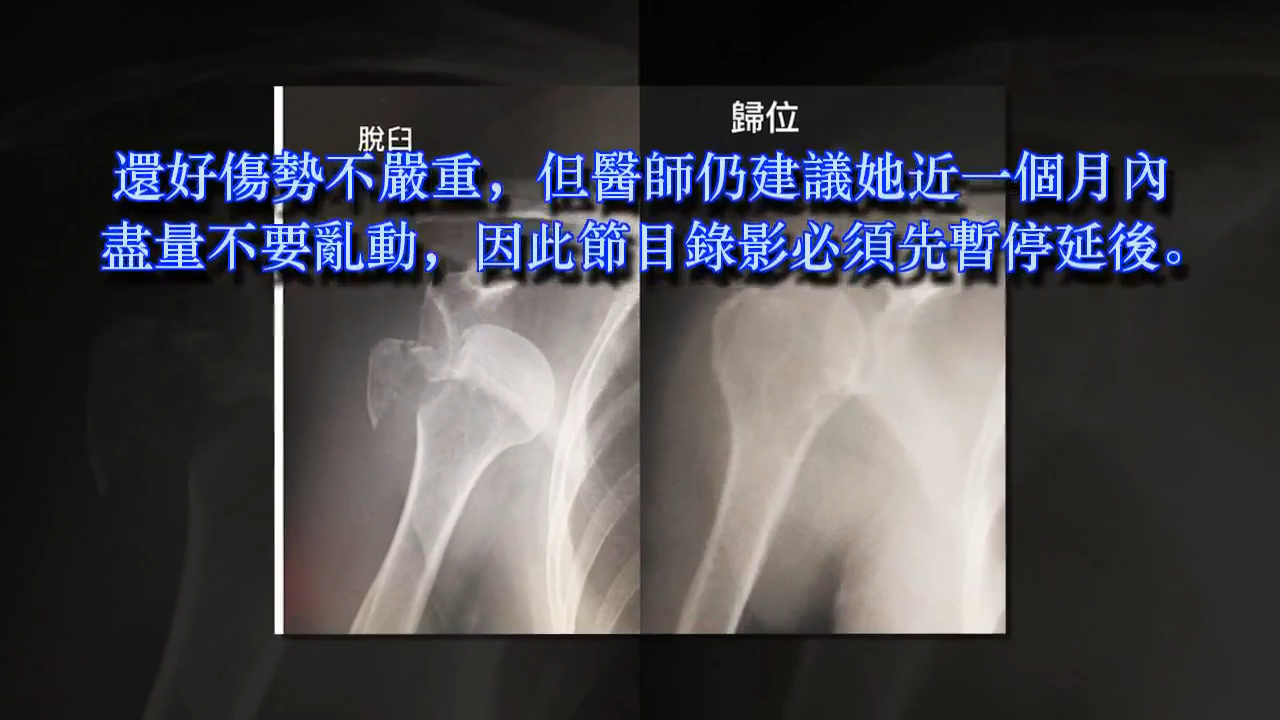 歸位
脫臼
還好傷勢不嚴重，但醫師仍建議她近一個月內
盡量不要亂動，因此節目錄影必須先暫停延後。